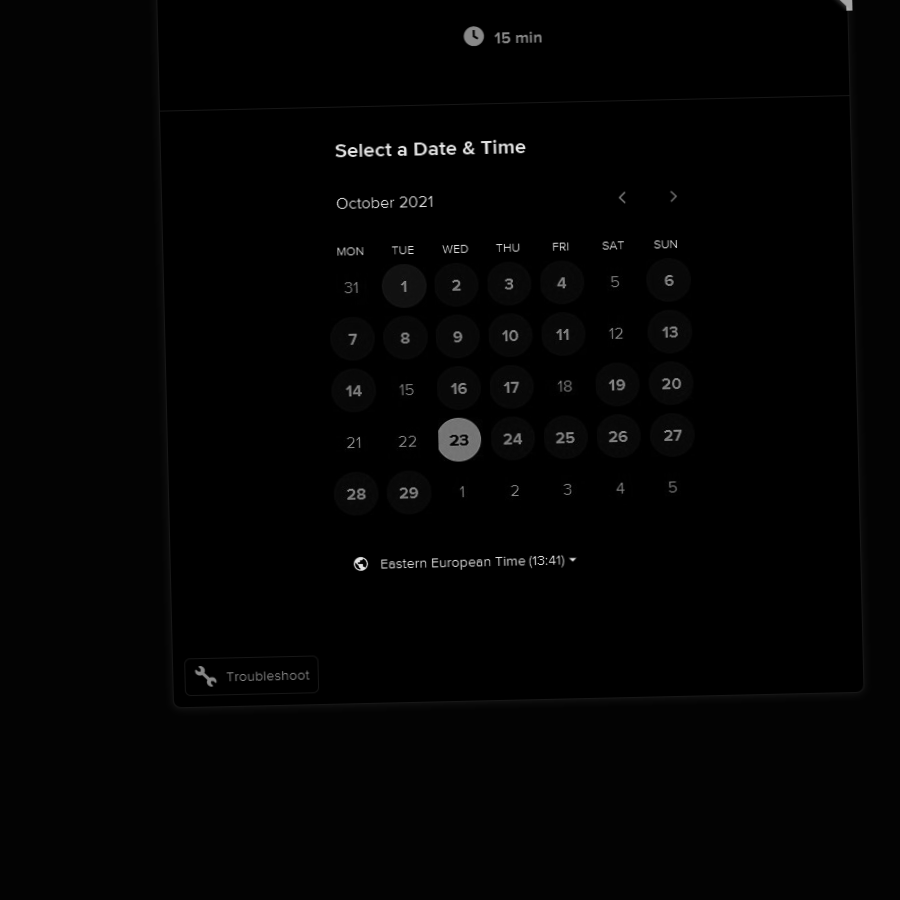 15 min
Select a Date & Time
October 2021
MON TUE WED THU FRI SAT SUN
31 1 2 3 4 5 6
7 8 9 10 11 12 13
14 15 16 17 18 19 20
21 22 23 24 25 26 27
28 29 1 2 3 4 5
Eastern European Time (13:41)
Troubleshoot